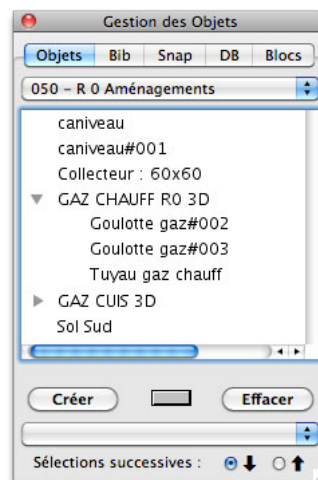 Gestion des Objets
Objets Bib Snap DB Blocs
050 – R 0 Aménagements
caniveau
caniveau#001
Collecteur : 60x60
GAZ CHAUFF R0 3D
Goulotte gaz#002
Goulotte gaz#003
Tuyau gaz chauff
GAZ CUIS 3D
Sol Sud
Créer Effacer
Sélections successives :